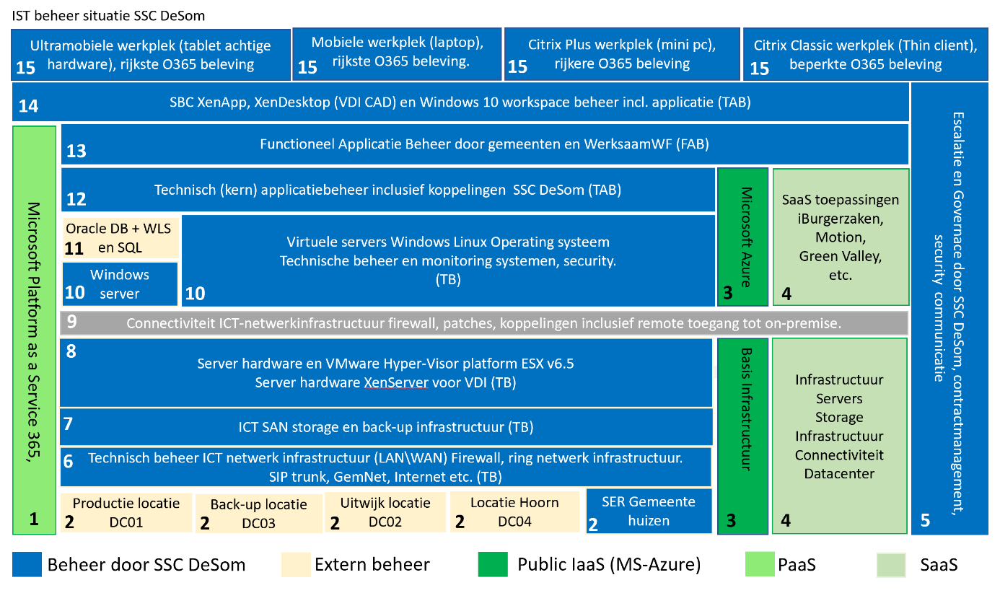 IST beheer situatie SSC DeSom
Ultramobiele werkplek (tablet achtige
hardware), rijkste O365 beleving
15
Mobiele werkplek (laptop),
rijkste O365 beleving.
15
Citrix Plus werkplek (mini pc),
rijkere O365 beleving
15
Citrix Classic werkplek (Thin client),
beperkte O365 beleving
15
14
SBC XenApp, XenDesktop (VDI CAD) en Windows 10 workspace beheer incl. applicatie (TAB)
13
Functioneel Applicatie Beheer door gemeenten en WerksaamWF (FAB)
12
Technisch (kern) applicatiebeheer inclusief koppelingen SSC DeSom (TAB)
Oracle DB + WLS
en SQL
11
Windows
server
10
Virtuele servers Windows Linux Operating systeem
Technische beheer en monitoring systemen, security.
(TB)
10
Microsoft Azure
3
SaaS toepassingen
iBurgerzaken,
Motion,
Green Valley,
etc.
4
9
Connectiviteit ICT-netwerkinfrastructuur firewall, patches, koppelingen inclusief remote toegang tot on-premise.
8
Server hardware en VMware Hyper-Visor platform ESX v6.5
Server hardware XenServer voor VDI (TB)
7
ICT SAN storage en back-up infrastructuur (TB)
6
Technisch beheer ICT netwerk infrastructuur (LAN\WAN) Firewall, ring netwerk infrastructuur.
SIP trunk, GemNet, Internet etc. (TB)
Productie locatie
DC01
2
Back-up locatie
DC03
2
Uitwijk locatie
DC02
2
Locatie Hoorn
DC04
2
SER Gemeente
huizen
2
Basis Infrastructuur
3
Infrastructuur
Servers
Storage
Infrastructuur
Connectiviteit
Datacenter
4
Microsoft Platform as a Service 365,
1
Escalatie en Governace door SSC DeSom, contractmanagement,
security communicatie
5
Beheer door SSC DeSom
Extern beheer
Public IaaS (MS-Azure)
PaaS
SaaS